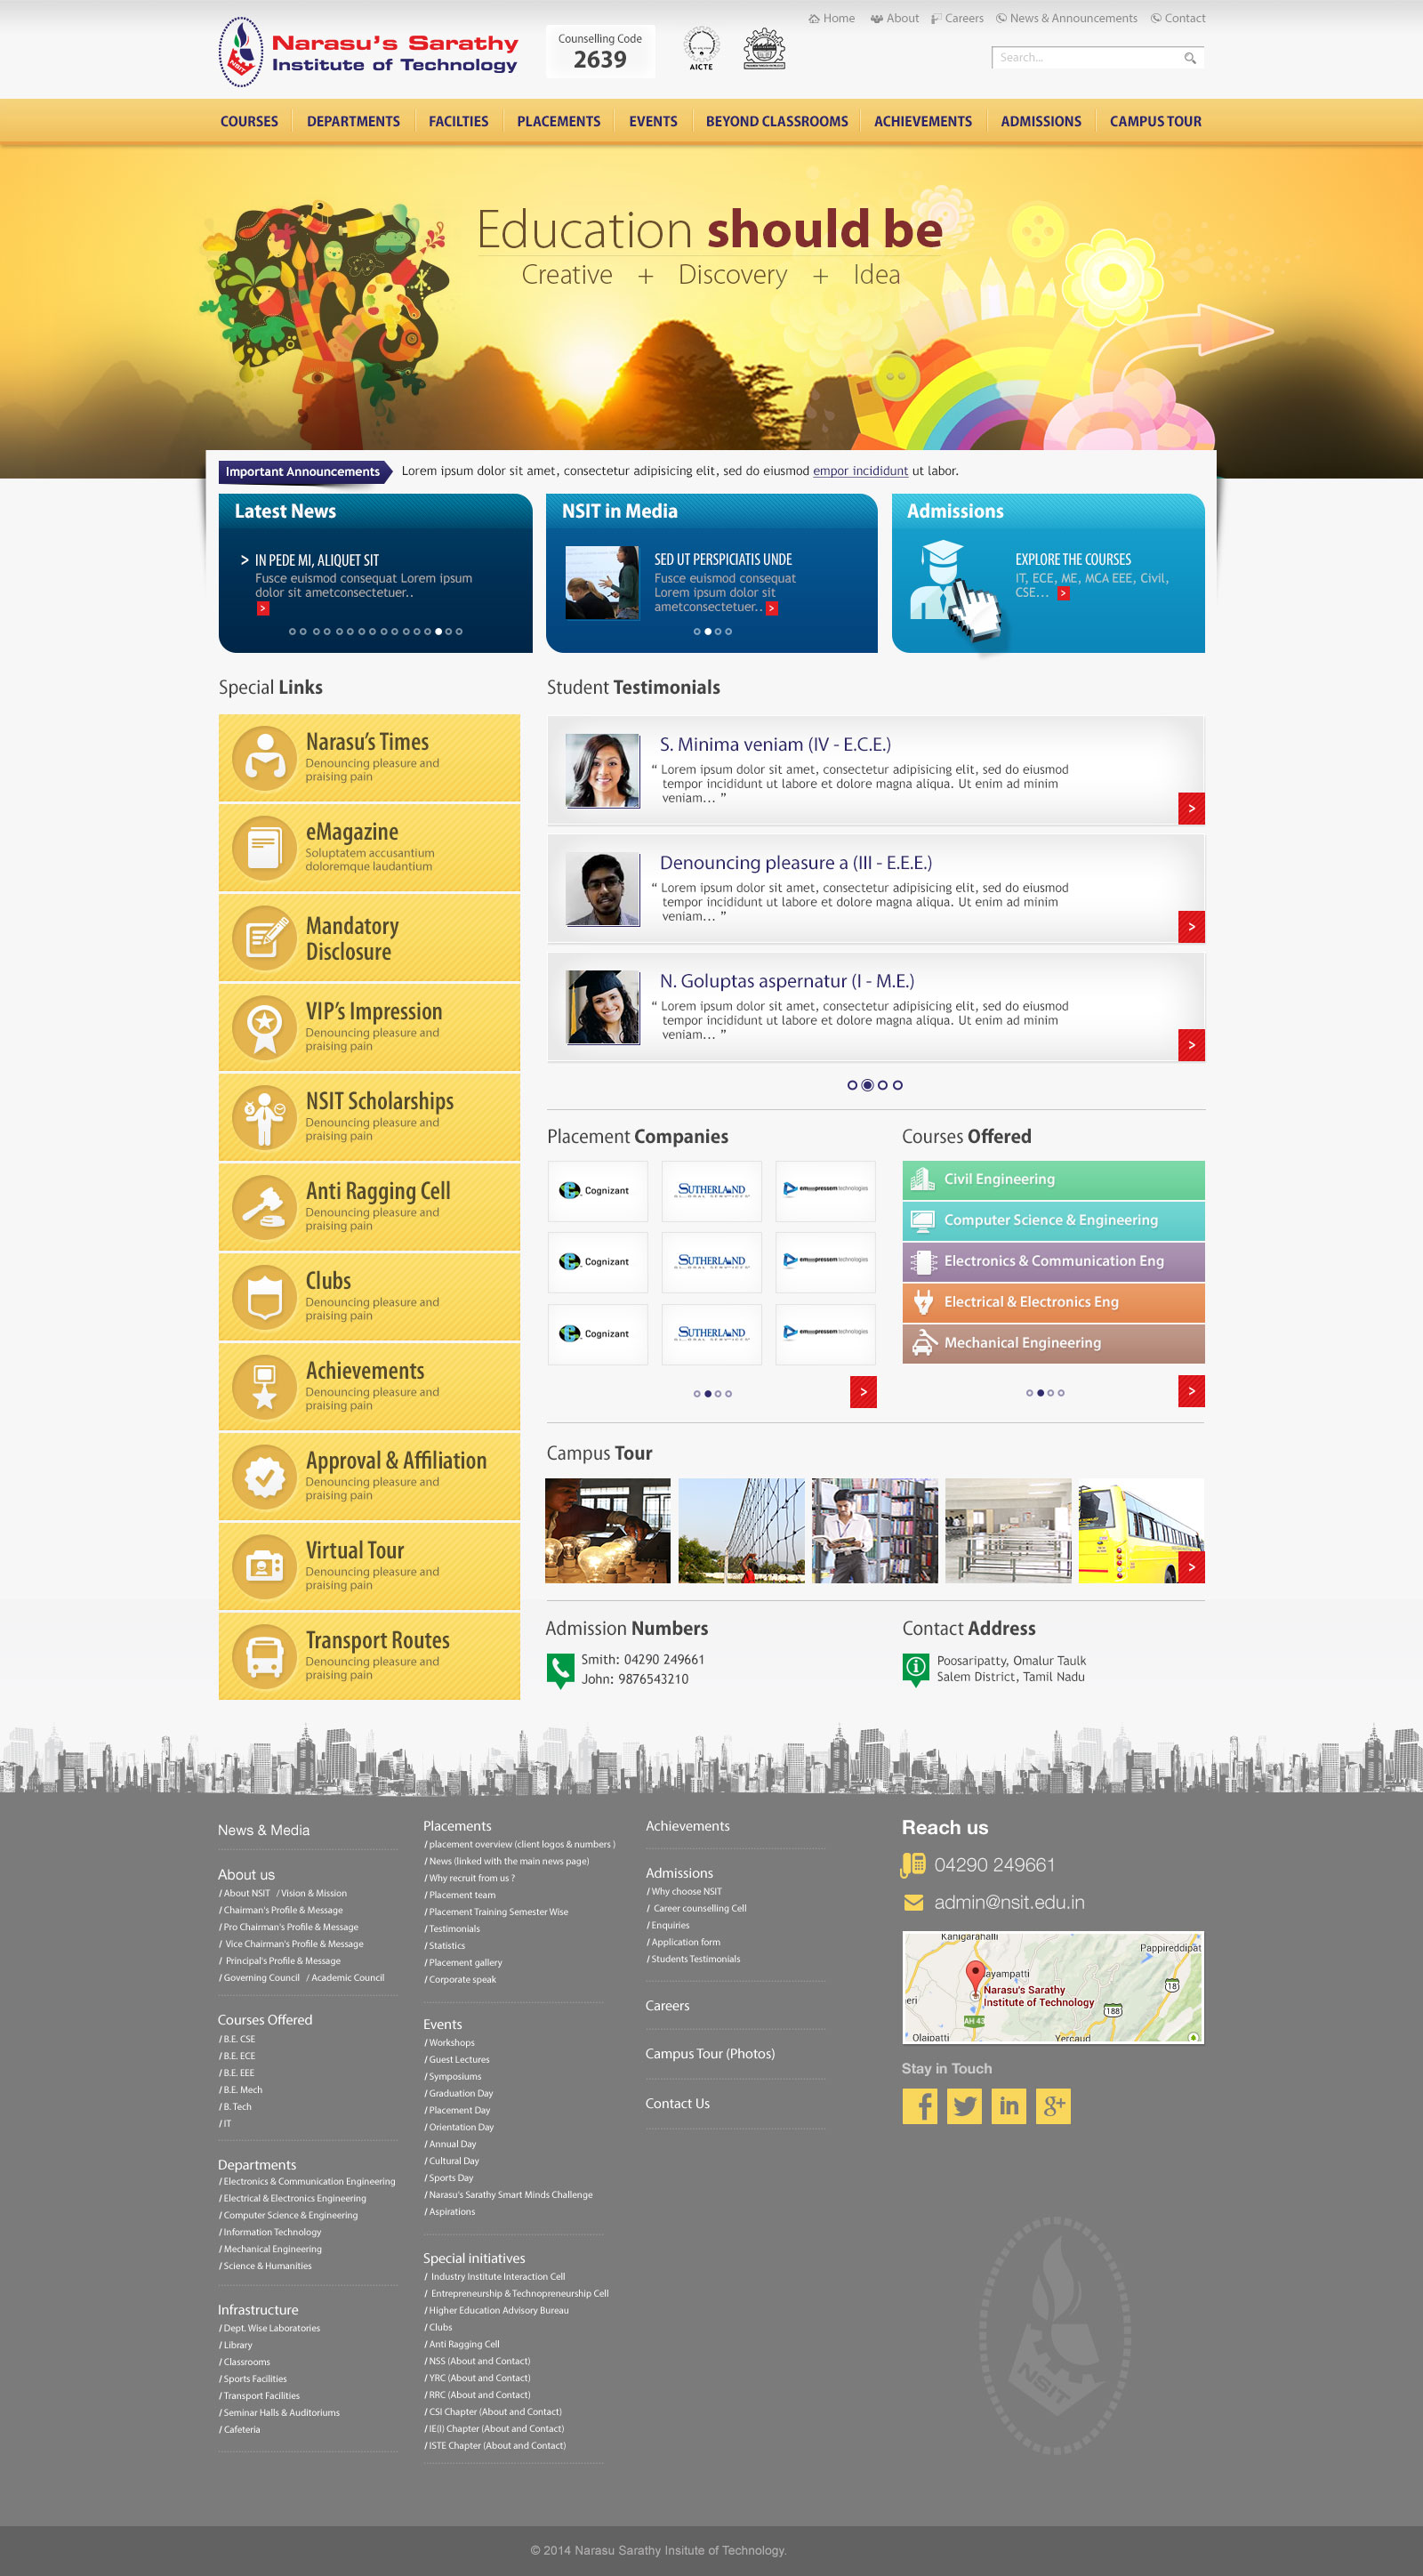 Home About Careers News & Announcements Contact
Narasu's Sarathy
Institute of Technology
NSIT
Counselling Code
2639
AICTE
Search...
COURSES DEPARTMENTS FACILTIES PLACEMENTS EVENTS BEYOND CLASSROOMS ACHIEVEMENTS ADMISSIONS CAMPUS TOUR
Education should be
Creative + Discovery + Idea
Important Announcements Lorem ipsum dolor sit amet, consectetur adipisicing elit, sed do eiusmod empor incididunt ut labor.
Latest News
> IN PEDE MI, ALIQUET SIT
Fusce euismod consequat Lorem ipsum
dolor sit ametconsectetuer..
>
NSIT in Media
SED UT PERSPICIATIS UNDE
Fusce euismod consequat
Lorem ipsum dolor sit
ametconsectetuer.. >
Admissions
EXPLORE THE COURSES
IT, ECE, ME, MCA EEE, Civil,
CSE... >
Special Links
Narasu's Times
Denouncing pleasure and
praising pain
eMagazine
Soluptatem accusantium
doloremque laudantium
Mandatory
Disclosure
VIP's Impression
Denouncing pleasure and
praising pain
NSIT Scholarships
Denouncing pleasure and
praising pain
Anti Ragging Cell
Denouncing pleasure and
praising pain
Clubs
Denouncing pleasure and
praising pain
Achievements
Denouncing pleasure and
praising pain
Approval & Affiliation
Denouncing pleasure and
praising pain
Virtual Tour
Denouncing pleasure and
praising pain
Transport Routes
Denouncing pleasure and
praising pain
Student Testimonials
S. Minima veniam (IV - E.C.E.)
“ Lorem ipsum dolor sit amet, consectetur adipisicing elit, sed do eiusmod
tempor incididunt ut labore et dolore magna aliqua. Ut enim ad minim
veniam... ”
>
Denouncing pleasure a (III - E.E.E.)
“ Lorem ipsum dolor sit amet, consectetur adipisicing elit, sed do eiusmod
tempor incididunt ut labore et dolore magna aliqua. Ut enim ad minim
veniam... ”
>
N. Goluptas aspernatur (I - M.E.)
“ Lorem ipsum dolor sit amet, consectetur adipisicing elit, sed do eiusmod
tempor incididunt ut labore et dolore magna aliqua. Ut enim ad minim
veniam... ”
>
Placement Companies
Cognizant SUTHERLAND technologies
Cognizant SUTHERLAND technologies
Cognizant SUTHERLAND technologies
>
Courses Offered
Civil Engineering
Computer Science & Engineering
Electronics & Communication Eng
Electrical & Electronics Eng
Mechanical Engineering
>
Campus Tour
>
Admission Numbers
Smith: 04290 249661
John: 9876543210
Contact Address
Poosaripatty, Omalur Taulk
Salem District, Tamil Nadu
News & Media
About us
/ About NSIT / Vision & Mission
/ Chairman's Profile & Message
/ Pro Chairman's Profile & Message
/ Vice Chairman's Profile & Message
/ Principal's Profile & Message
/ Governing Council / Academic Council
Courses Offered
/ B.E. CSE
/ B.E. ECE
/ B.E. EEE
/ B.E. Mech
/ B. Tech
/ IT
Departments
/ Electronics & Communication Engineering
/ Electrical & Electronics Engineering
/ Computer Science & Engineering
/ Information Technology
/ Mechanical Engineering
/ Science & Humanities
Infrastructure
/ Dept. Wise Laboratories
/ Library
/ Classrooms
/ Sports Facilities
/ Transport Facilities
/ Seminar Halls & Auditoriums
/ Cafeteria
Placements
/ placement overview (client logos & numbers )
/ News (linked with the main news page)
/ Why recruit from us ?
/ Placement team
/ Placement Training Semester Wise
/ Testimonials
/ Statistics
/ Placement gallery
/ Corporate speak
Events
/ Workshops
/ Guest Lectures
/ Symposiums
/ Graduation Day
/ Placement Day
/ Orientation Day
/ Annual Day
/ Cultural Day
/ Sports Day
/ Narasu's Sarathy Smart Minds Challenge
/ Aspirations
Special initiatives
/ Industry Institute Interaction Cell
/ Entrepreneurship & Technopreneurship Cell
/ Higher Education Advisory Bureau
/ Clubs
/ Anti Ragging Cell
/ NSS (About and Contact)
/ YRC (About and Contact)
/ RRC (About and Contact)
/ CSI Chapter (About and Contact)
/ IE(I) Chapter (About and Contact)
/ ISTE Chapter (About and Contact)
Achievements
Admissions
/ Why choose NSIT
/ Career counselling Cell
/ Enquiries
/ Application form
/ Students Testimonials
Careers
Campus Tour (Photos)
Contact Us
Reach us
04290 249661
admin@nsit.edu.in
Kanigarahalli
Pappireddipat
ayampatti
Narasu's Sarathy
Institute of Technology
eri
AH 43
18
188
Olaipatti
Yercaud
Stay in Touch
f in g+
NSIT
© 2014 Narasu Sarathy Insitute of Technology.